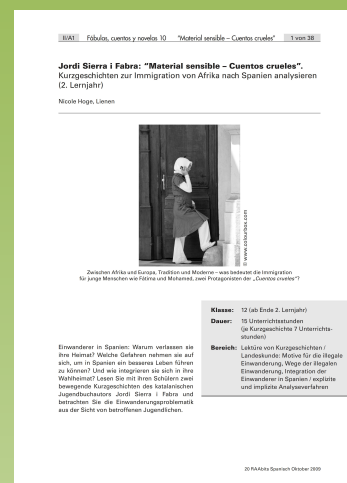 II/A1 Fábulas, cuentos y novelas 10 "Material sensible – Cuentos crueles" 1 von 38
Jordi Sierra i Fabra: "Material sensible – Cuentos crueles".
Kurzgeschichten zur Immigration von Afrika nach Spanien analysieren
(2. Lernjahr)
Nicole Hoge, Lienen
© www.colourbox.com
Zwischen Afrika und Europa, Tradition und Moderne – was bedeutet die Immigration
für junge Menschen wie Fátima und Mohamed, zwei Protagonisten der „Cuentos crueles"?
Klasse: 12 (ab Ende 2. Lernjahr)
Dauer: 15 Unterrichtsstunden
(je Kurzgeschichte 7 Unterrichts-
stunden)
Bereich: Lektüre von Kurzgeschichten /
Landeskunde: Motive für die illegale
Einwanderung, Wege der illegalen
Einwanderung, Integration der
Einwanderer in Spanien / explizite
und implizite Analyseverfahren
Einwanderer in Spanien: Warum verlassen sie
ihre Heimat? Welche Gefahren nehmen sie auf
sich, um in Spanien ein besseres Leben führen
zu können? Und wie integrieren sie sich in ihre
Wahlheimat? Lesen Sie mit ihren Schülern zwei
bewegende Kurzgeschichten des katalanischen
Jugendbuchautors Jordi Sierra i Fabra und
betrachten Sie die Einwanderungsproblematik
aus der Sicht von betroffenen Jugendlichen.
20 RAAbits Spanisch Oktober 2009